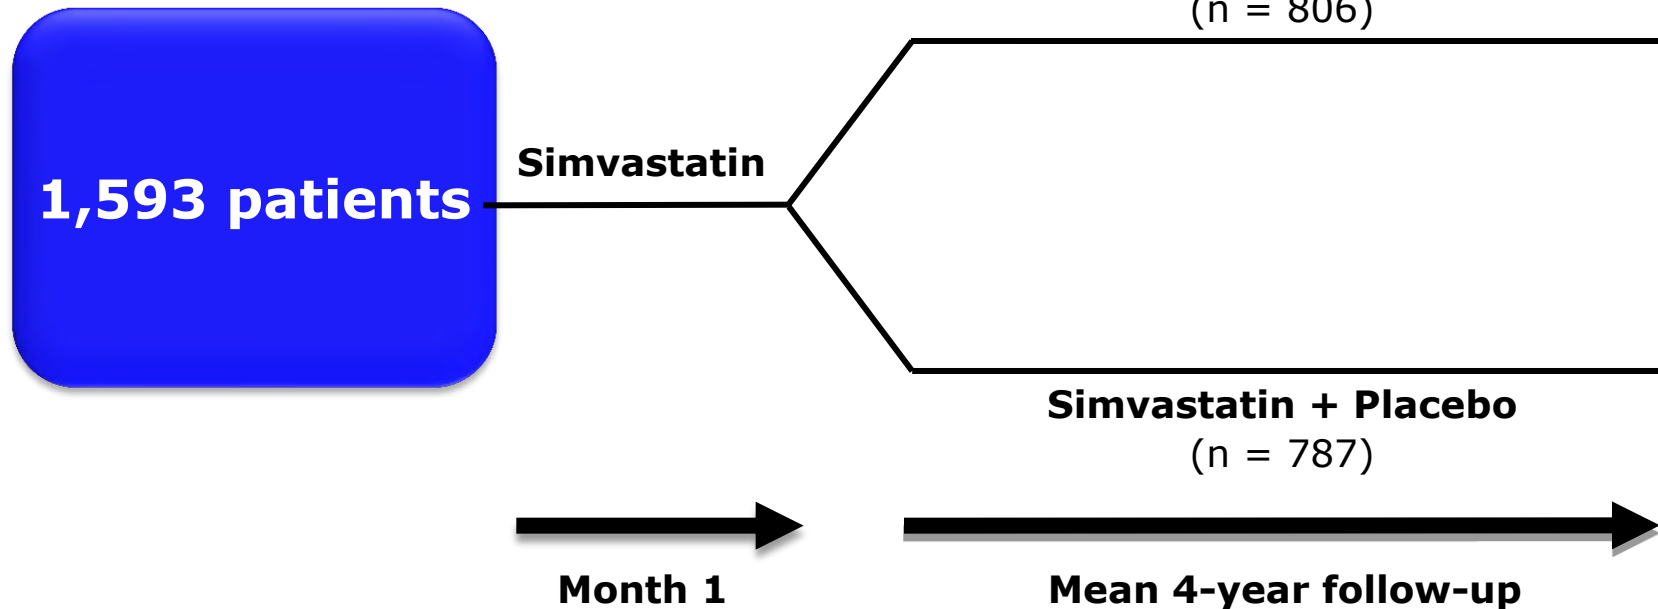 (n = 806)
Simvastatin
1,593 patients
Simvastatin + Placebo
(n = 787)
Month 1
Mean 4-year follow-up